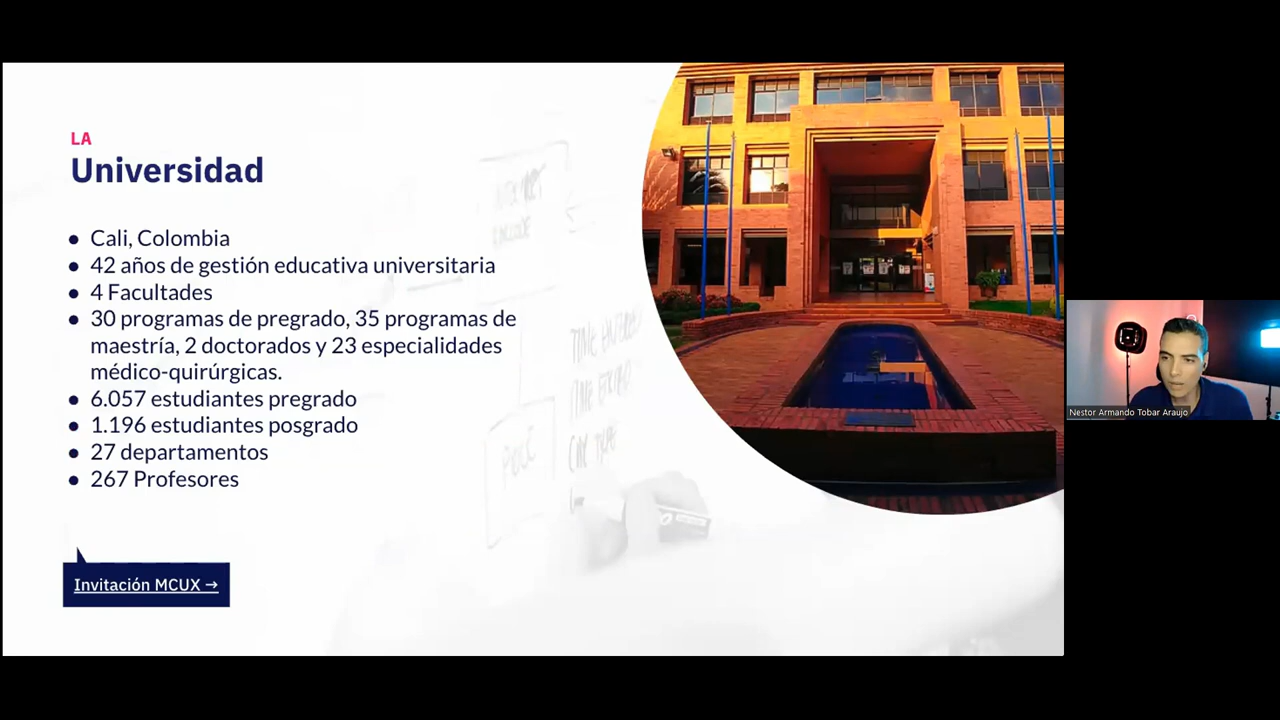 LA
Universidad
● Cali, Colombia
● 42 años de gestión educativa universitaria
● 4 Facultades
● 30 programas de pregrado, 35 programas de
maestría, 2 doctorados y 23 especialidades
médico-quirúrgicas.
● 6.057 estudiantes pregrado
● 1.196 estudiantes posgrado
● 27 departamentos
● 267 Profesores
Invitación MCUX →
Nestor Armando Tobar Araujo